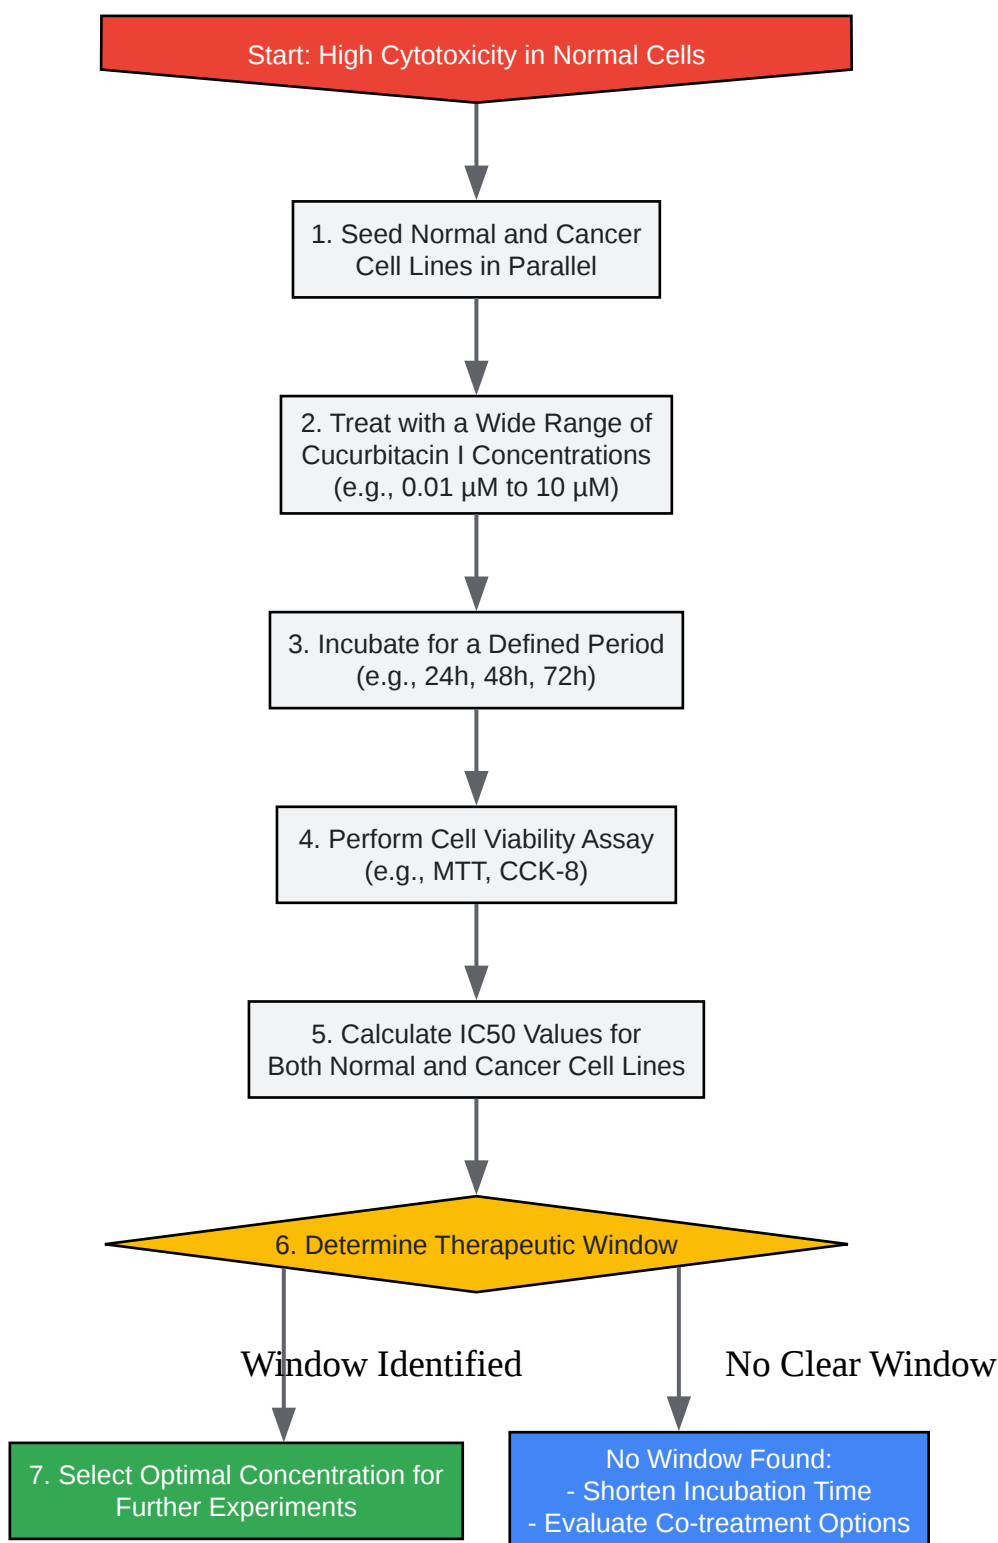 Start: High Cytotoxicity in Normal Cells
1. Seed Normal and Cancer
Cell Lines in Parallel
2. Treat with a Wide Range of
Cucurbitacin I Concentrations
(e.g., 0.01 µM to 10 µM)
3. Incubate for a Defined Period
(e.g., 24h, 48h, 72h)
4. Perform Cell Viability Assay
(e.g., MTT, CCK-8)
5. Calculate IC50 Values for
Both Normal and Cancer Cell Lines
6. Determine Therapeutic Window
Window Identified
No Clear Window
7. Select Optimal Concentration for
Further Experiments
No Window Found:
- Shorten Incubation Time
- Evaluate Co-treatment Options